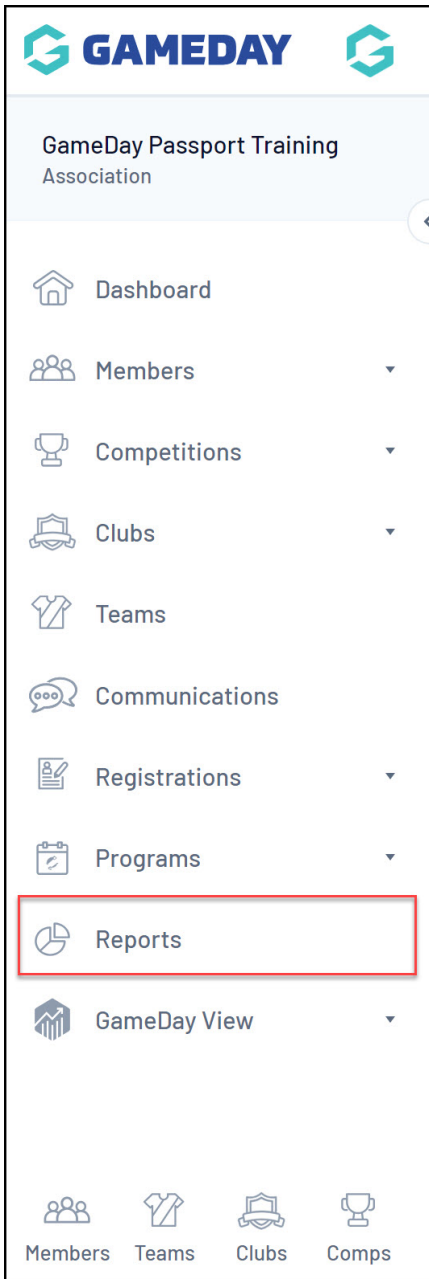 GAMEDAY
GameDay Passport Training
Association
Dashboard
Members
Competitions
Clubs
Teams
Communications
Registrations
Programs
Reports
GameDay View
Members Teams Clubs Comps